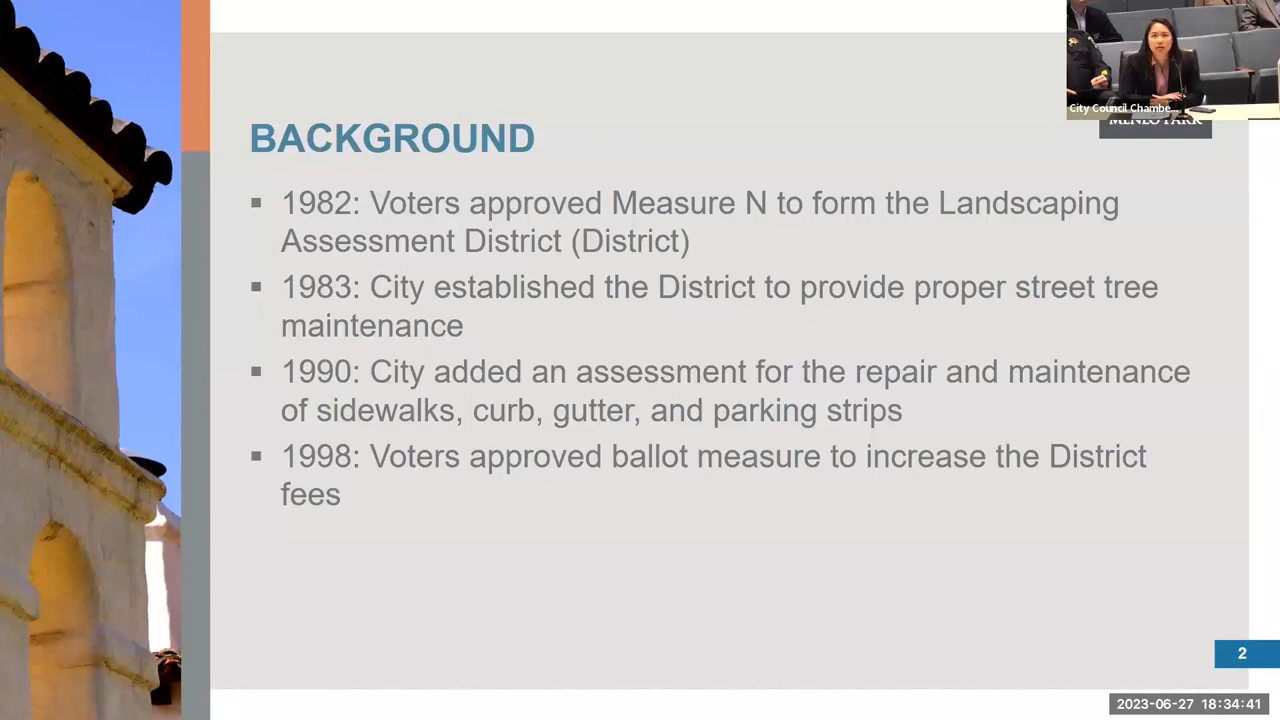 City Council Chambe...
MENLO PARK
BACKGROUND
▪ 1982: Voters approved Measure N to form the Landscaping
Assessment District (District)
▪ 1983: City established the District to provide proper street tree
maintenance
▪ 1990: City added an assessment for the repair and maintenance
of sidewalks, curb, gutter, and parking strips
▪ 1998: Voters approved ballot measure to increase the District
fees
2
2023-06-27 18:34:41